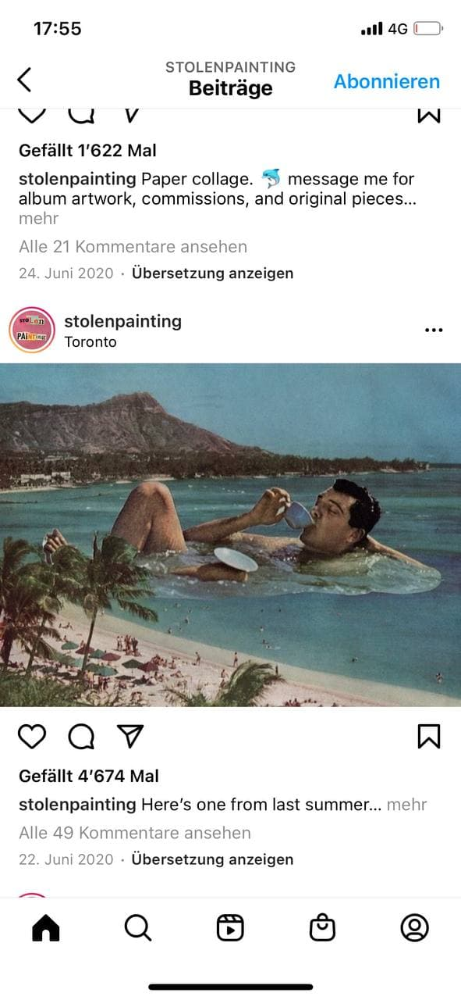 17:55
4G
STOLENPAINTING
Beiträge
Abonnieren
Gefällt 1’622 Mal
stolenpainting Paper collage. 🐬 message me for
album artwork, commissions, and original pieces...
mehr
Alle 21 Kommentare ansehen
24. Juni 2020 · Übersetzung anzeigen
STOLEn
PAiNTing
stolenpainting
Toronto
Gefällt 4’674 Mal
stolenpainting Here’s one from last summer... mehr
Alle 49 Kommentare ansehen
22. Juni 2020 · Übersetzung anzeigen